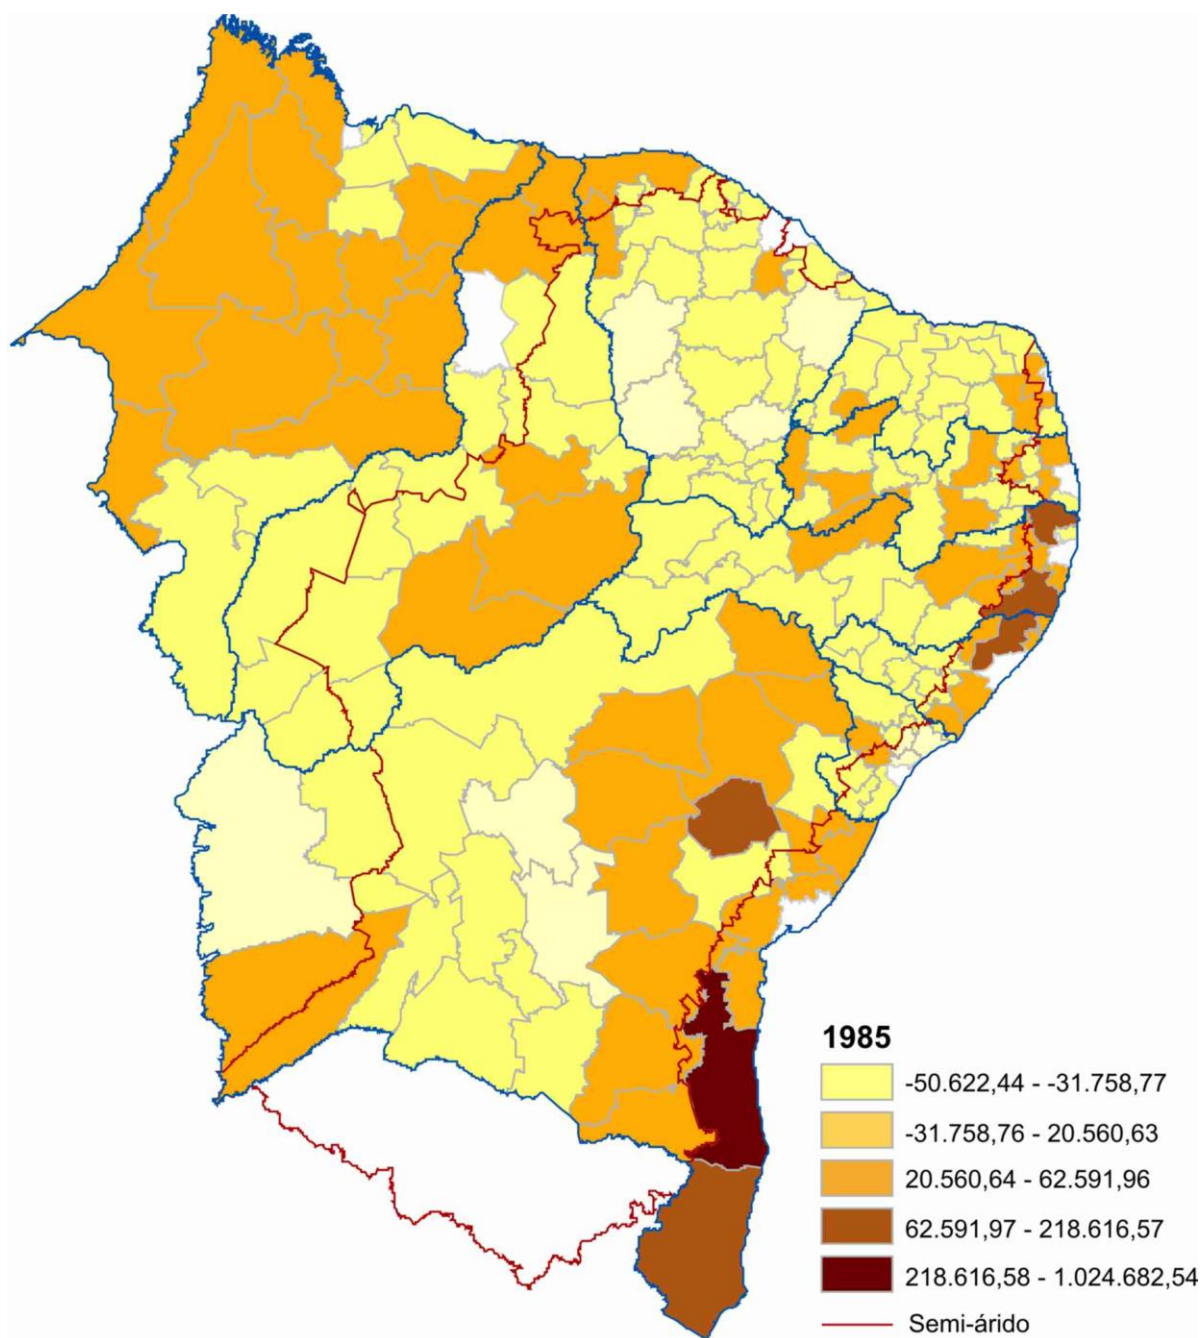 1985
-50.622,44 - -31.758,77
-31.758,76 - 20.560,63
20.560,64 - 62.591,96
62.591,97 - 218.616,57
218.616,58 - 1.024.682,54
Semi-árido